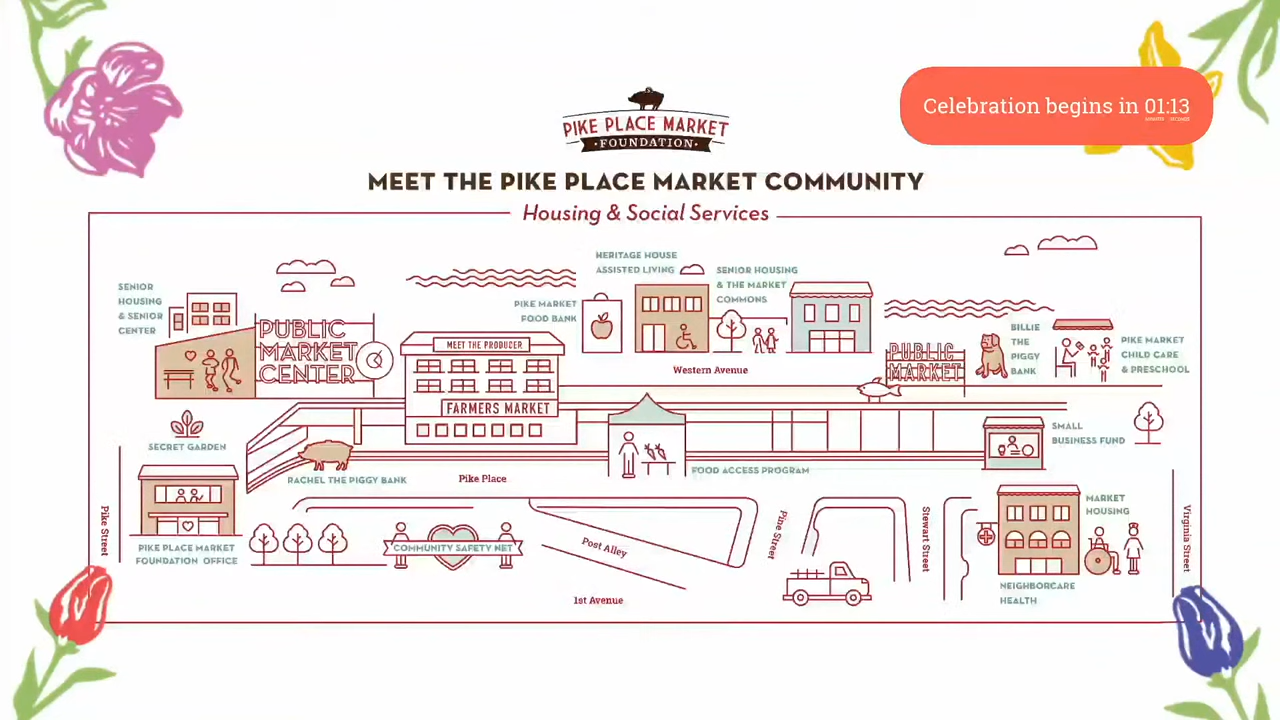 Celebration begins in 01:13
PIKE PLACE MARKET
FOUNDATION
MEET THE PIKE PLACE MARKET COMMUNITY
Housing & Social Services
SENIOR
HOUSING
& SENIOR
CENTER
PUBLIC
MARKET
CENTER
MEET THE PRODUCER
FARMERS MARKET
PIKE MARKET
FOOD BANK
HERITAGE HOUSE
ASSISTED LIVING
SENIOR HOUSING
& THE MARKET
COMMONS
Western Avenue
PUBLIC
MARKET
BILLIE
THE
PIGGY
BANK
PIKE MARKET
CHILD CARE
& PRESCHOOL
SECRET GARDEN
RACHEL THE PIGGY BANK
Pike Place
FOOD ACCESS PROGRAM
SMALL
BUSINESS FUND
Pike Street
PIKE PLACE MARKET
FOUNDATION OFFICE
COMMUNITY SAFETY NET
Post Alley
1st Avenue
Pine Street
Stewart Street
MARKET
HOUSING
NEIGHBORCARE
HEALTH
Virginia Street